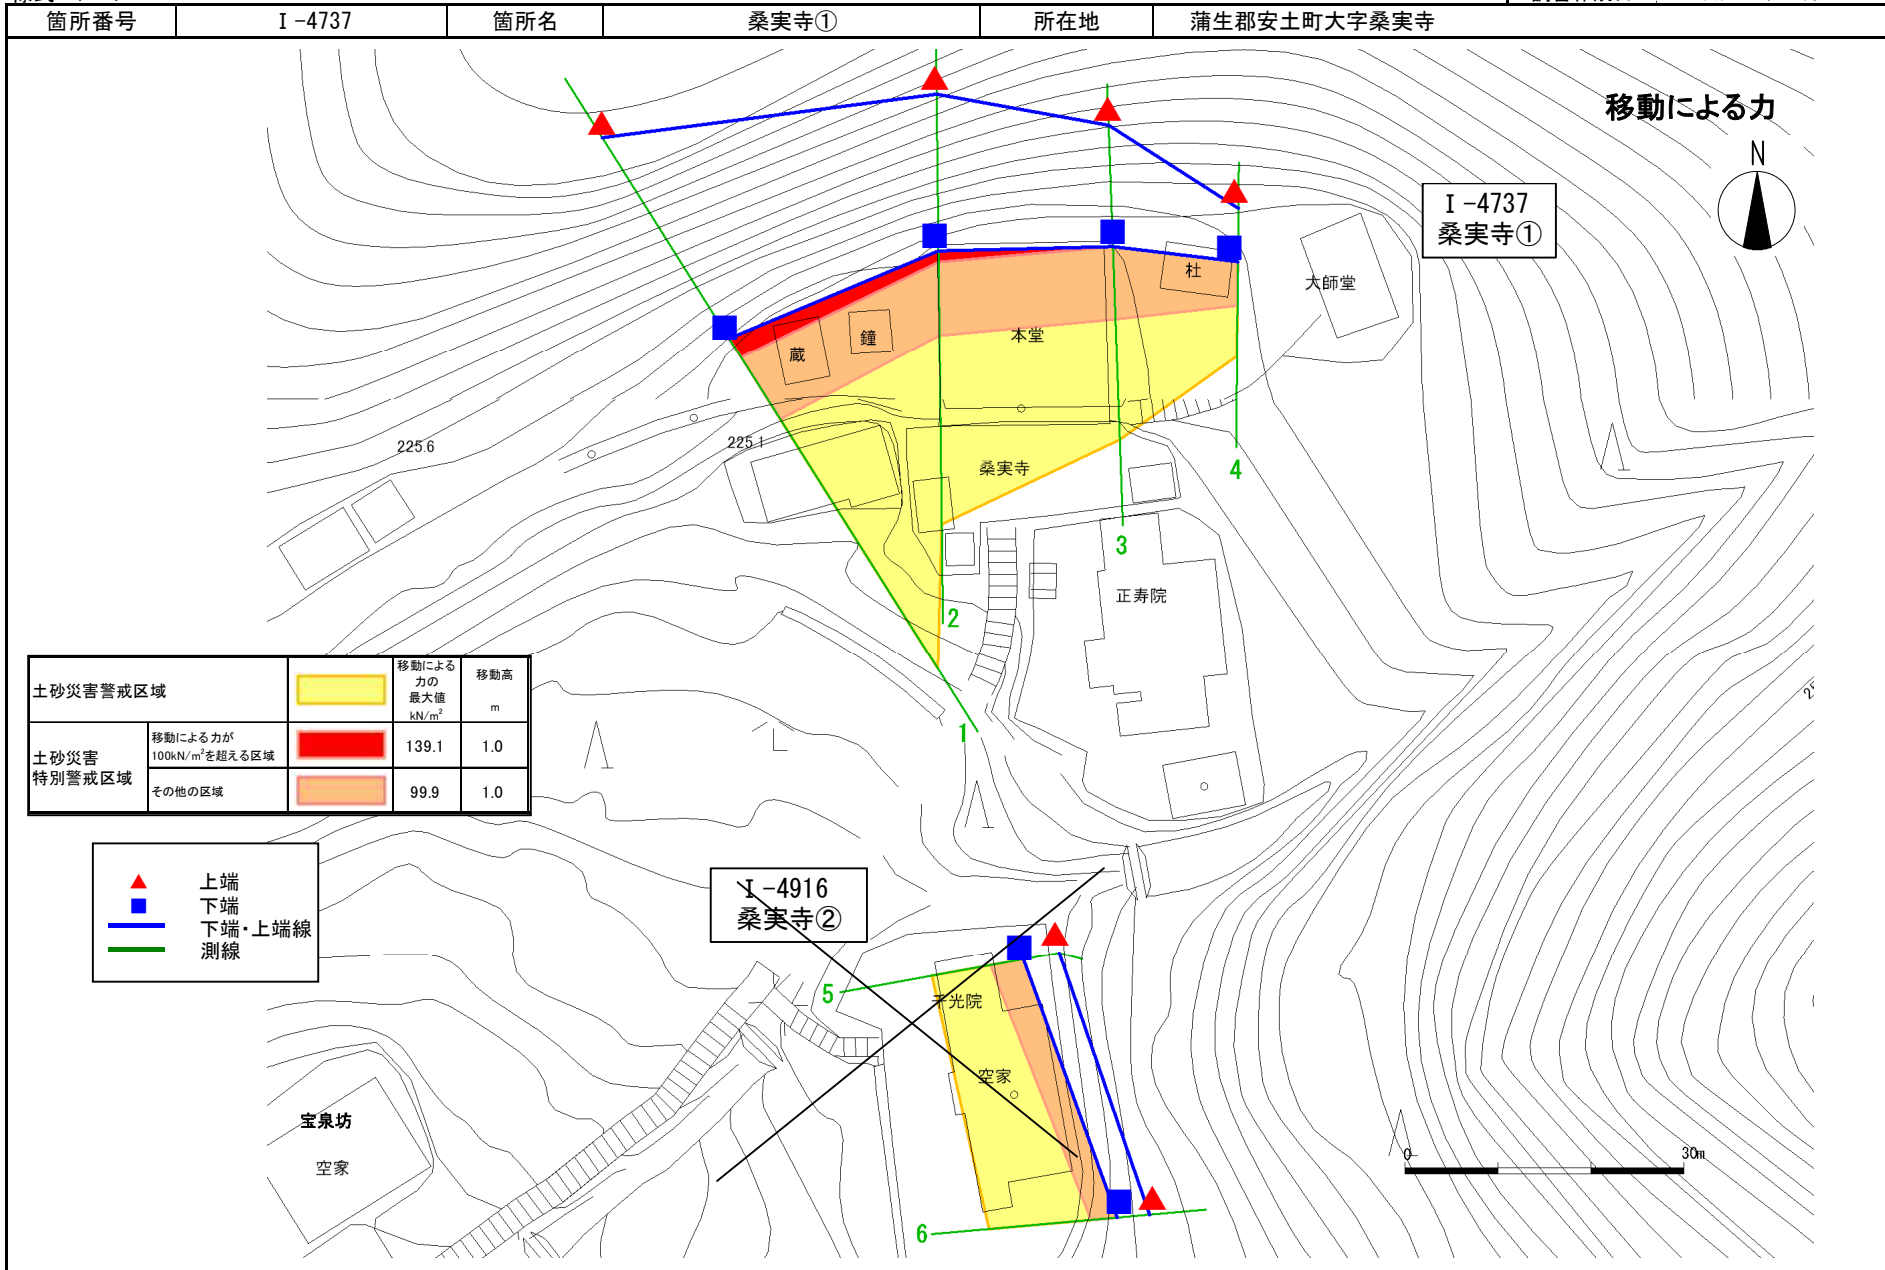 箇所番号 Ⅰ-4737 箇所名 桑実寺① 所在地 蒲生郡安土町大字桑実寺
移動による力
N
Ⅰ-4737
桑実寺①
大師堂
社
鐘
蔵
本堂
225.6
225.1
桑実寺
4
3
正寿院
2
1
土砂災害警戒区域
移動による
力の
最大値
kN/m²
移動高
m
土砂災害
特別警戒区域
移動による力が
100kN/m²を超える区域
139.1 1.0
その他の区域
99.9 1.0
上端
下端
下端・上端線
測線
Ⅰ-4916
桑実寺②
5
千光院
空家
宝泉坊
空家
6
0
30m